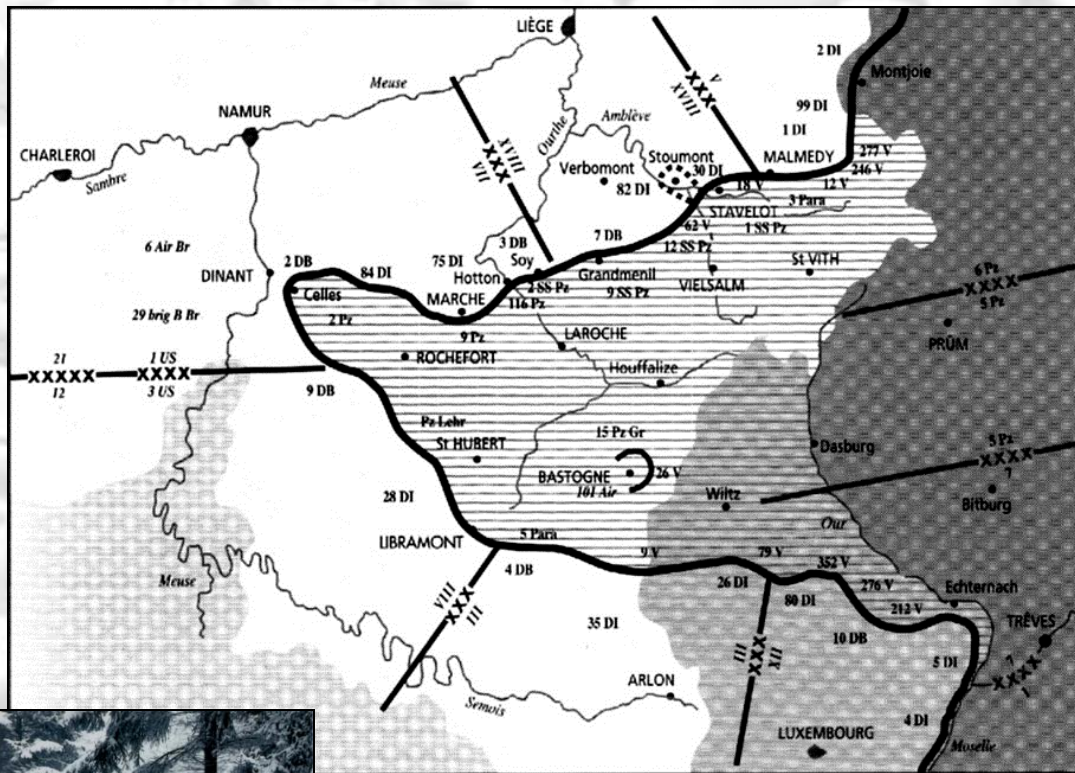 LIÈGE
2 DI
Montjoie
Meuse
V
XXX
XVIII
99 DI
NAMUR
XVIII
XXX
VII
Ourthe
Amblève
1 DI
CHARLEROI
Sambre
Verbomont
Stoumont
30 DI
MALMEDY
277 V
246 V
82 DI
18 V
12 V
3 Para
STAVELOT
1 SS Pz
62 V
6 Air Br
7 DB
12 SS Pz
3 DB
75 DI
Soy
DINANT
2 DB
84 DI
Hotton
Grandmenil
St VITH
2 SS Pz
9 SS Pz
VIELSALM
Celles
MARCHE
116 Pz
6 Pz
XXXX
5 Pz
29 brig B Br
2 Pz
9 Pz
LAROCHE
PRÜM
ROCHEFORT
21
XXXXX
12
1 US
XXXX
3 US
Houffalize
9 DB
Pz Lehr
15 Pz Gr
Dasburg
St HUBERT
5 Pz
XXXX
7
BASTOGNE
26 V
101 Air
Wiltz
Bitburg
28 DI
Our
LIBRAMONT
5 Para
4 DB
9 V
79 V
352 V
Meuse
26 DI
276 V
Echternach
80 DI
212 V
VIII
XXX
III
TRÊVES
35 DI
III
XXX
XII
10 DB
5 DI
7
XXXX
1
ARLON
Semois
4 DI
LUXEMBOURG
Moselle